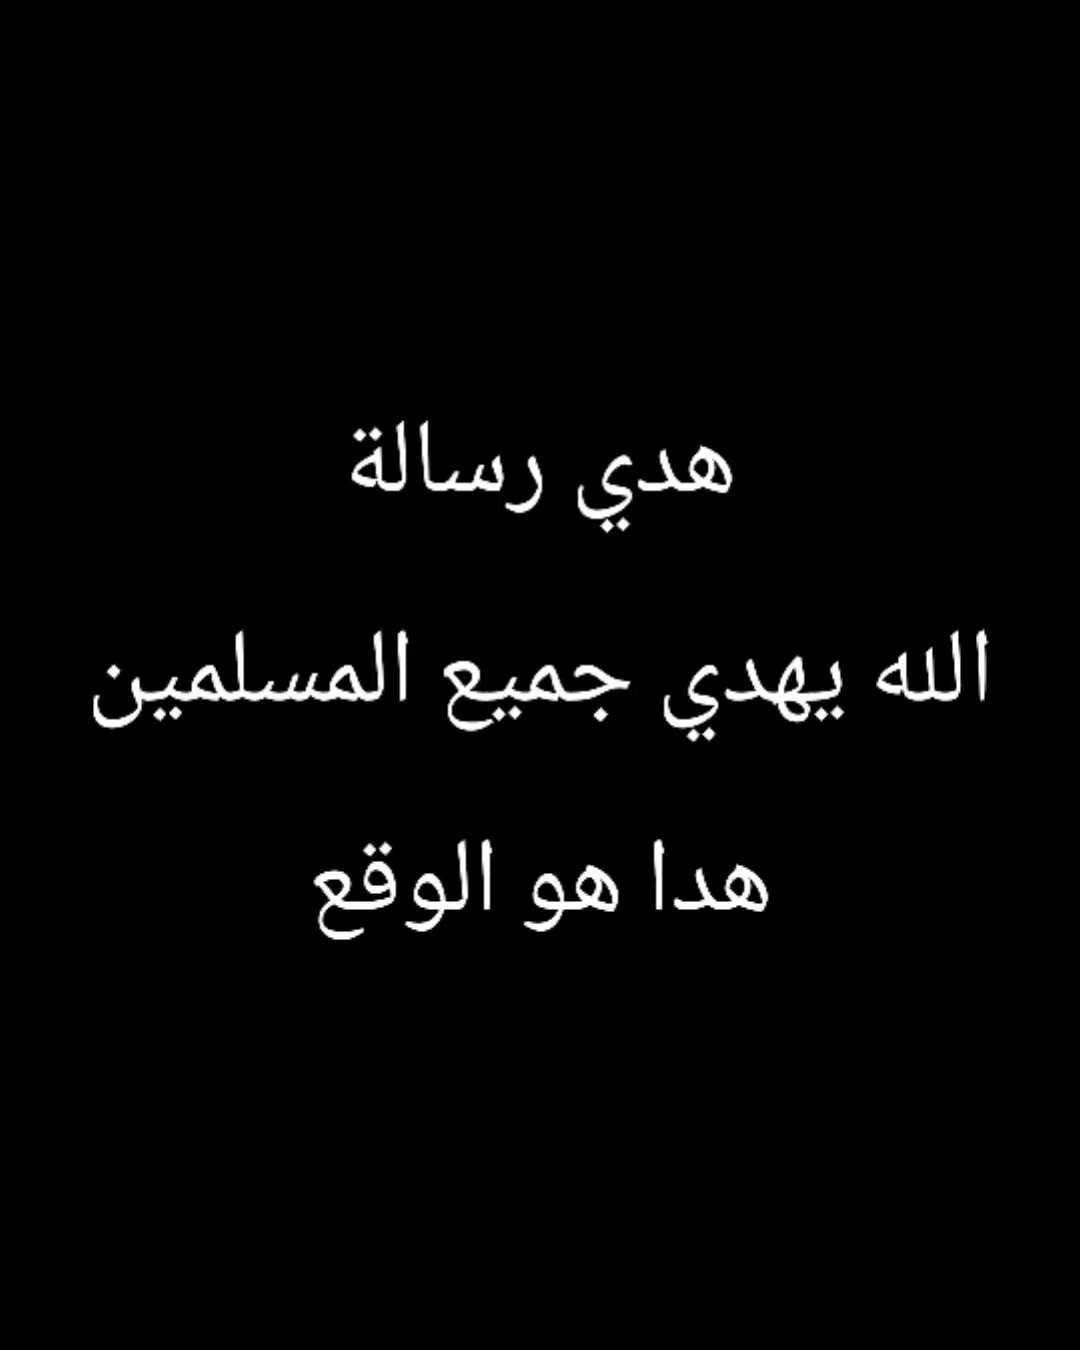 هدي رسالة
الله يهدي جميع المسلمين
هدا هو الوقع